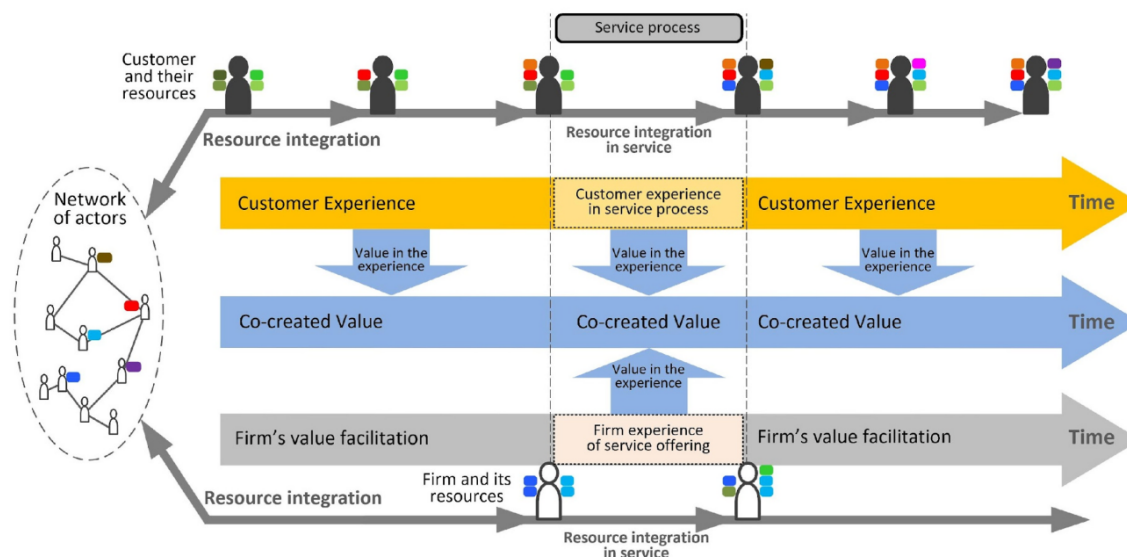 Service process
Customer
and their
resources
Resource integration
Resource integration
in service
Network
of actors
Customer Experience
Customer experience
in service process
Customer Experience
Time
Value in the
experience
Value in the
experience
Value in the
experience
Co-created Value
Co-created Value
Co-created Value
Time
Value in the
experience
Firm's value facilitation
Firm experience
of service offering
Firm's value facilitation
Time
Firm and its
resources
Resource integration
Resource integration
in service